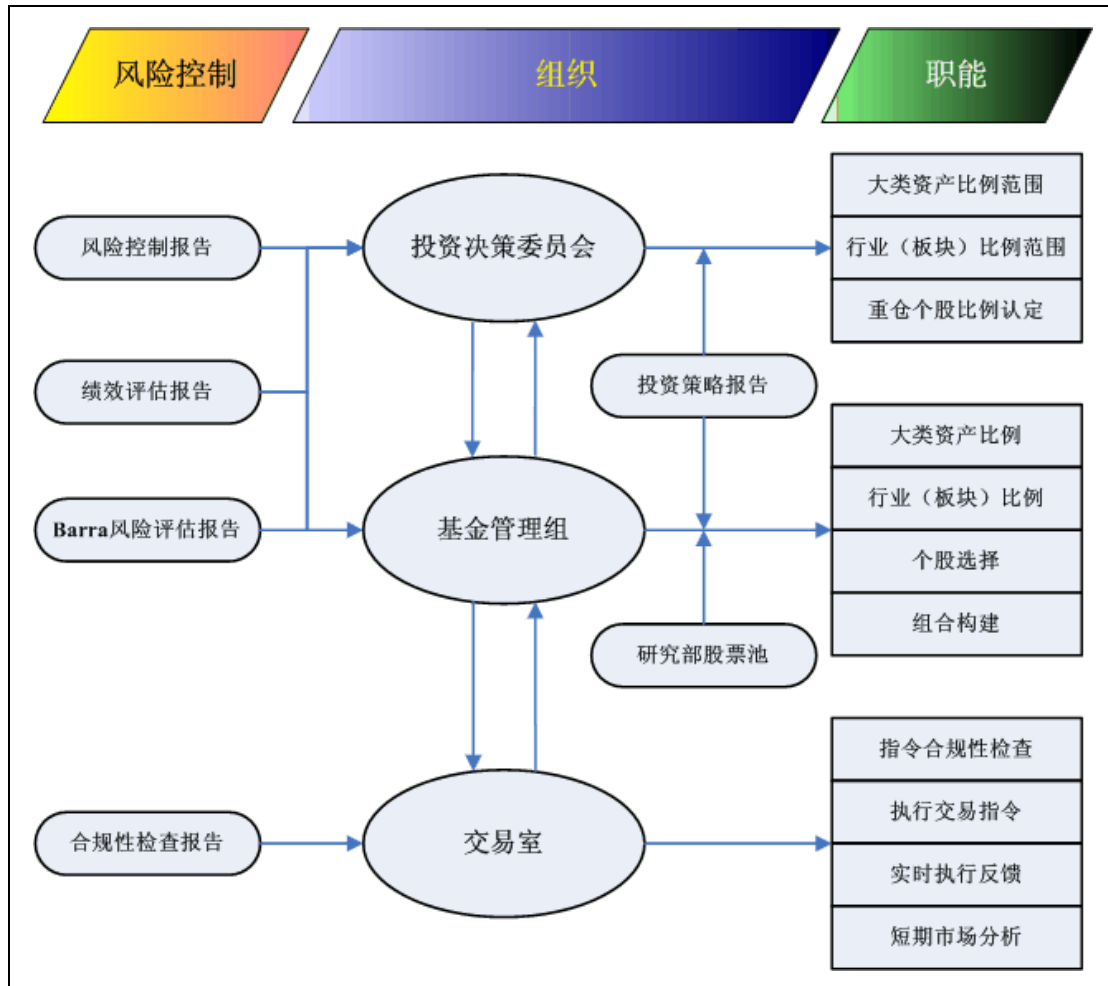 风险控制
组织
职能
风险控制报告
绩效评估报告
Barra风险评估报告
合规性检查报告
投资决策委员会
基金管理组
交易室
投资策略报告
研究部股票池
大类资产比例范围
行业（板块）比例范围
重仓个股比例认定
大类资产比例
行业（板块）比例
个股选择
组合构建
指令合规性检查
执行交易指令
实时执行反馈
短期市场分析